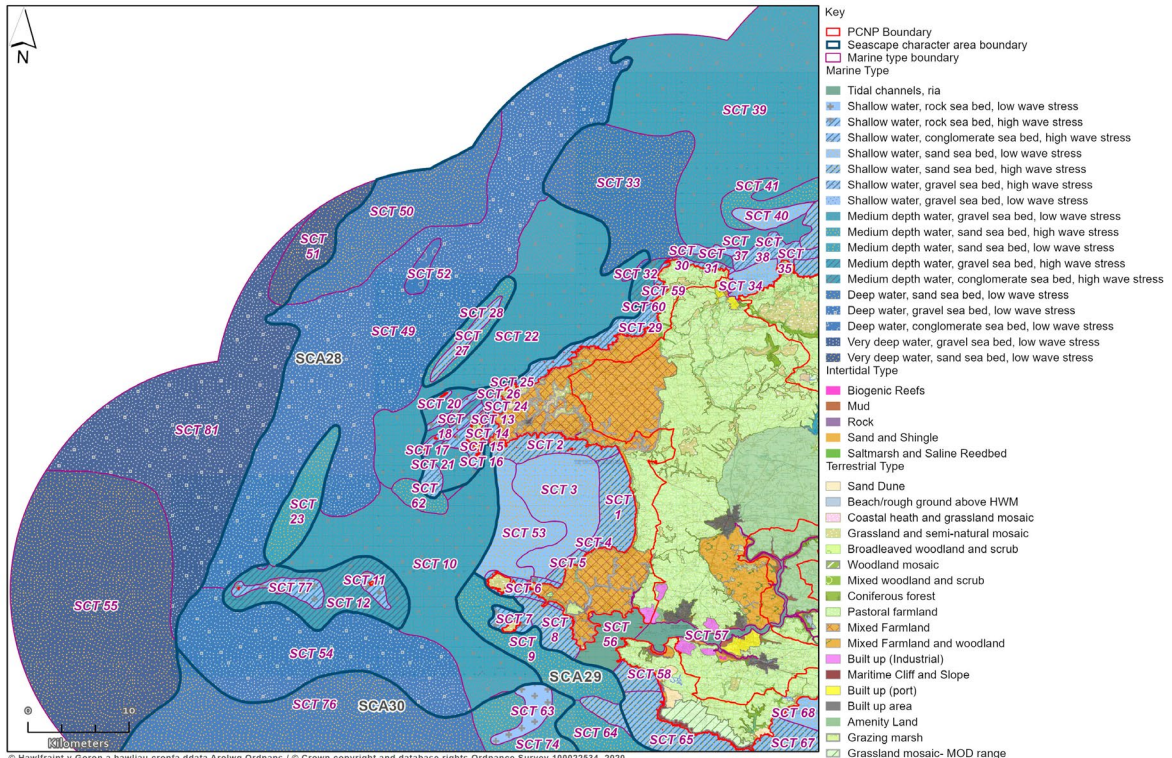 N
SCT 39
SCT 33
SCT 41
SCT 40
SCT 50
SCT
51
SCT 52
SCT
37
SCT
38
SCT
30
SCT
31
SCT
35
SCT 32
SCT 34
SCT 59
SCT 60
SCT 29
SCT 28
SCT
27
SCT 22
SCT 49
SCA28
SCT 25
SCT 26
SCT 20
SCT 24
SCT
18
SCT 13
SCT 14
SCT 17
SCT 15
SCT 21
SCT 16
SCT 2
SCT
62
SCT 3
SCT
1
SCT 81
SCT
23
SCT 53
SCT 4
SCT 5
SCT 10
SCT 11
SCT 77
SCT 12
SCT 6
SCT 7
SCT
8
SCT
9
SCT
56
SCT 57
SCT 55
SCT 54
SCA29
SCT 58
SCT 76
SCA30
SCT 63
SCT 64
SCT 74
SCT 65
SCT 68
SCT 67
0 10
Kilometers
© Hawlfraint y Goron a hawliau cronfa ddata Arolwg Ordnans / © Crown copyright and database rights Ordnance Survey 100022534, 2020
Key
PCNP Boundary
Seascape character area boundary
Marine type boundary
Marine Type
Tidal channels, ria
Shallow water, rock sea bed, low wave stress
Shallow water, rock sea bed, high wave stress
Shallow water, conglomerate sea bed, high wave stress
Shallow water, sand sea bed, low wave stress
Shallow water, sand sea bed, high wave stress
Shallow water, gravel sea bed, high wave stress
Shallow water, gravel sea bed, low wave stress
Medium depth water, gravel sea bed, low wave stress
Medium depth water, sand sea bed, high wave stress
Medium depth water, sand sea bed, low wave stress
Medium depth water, gravel sea bed, high wave stress
Medium depth water, conglomerate sea bed, high wave stress
Deep water, sand sea bed, low wave stress
Deep water, gravel sea bed, low wave stress
Deep water, conglomerate sea bed, low wave stress
Very deep water, gravel sea bed, low wave stress
Very deep water, sand sea bed, low wave stress
Intertidal Type
Biogenic Reefs
Mud
Rock
Sand and Shingle
Saltmarsh and Saline Reedbed
Terrestrial Type
Sand Dune
Beach/rough ground above HWM
Coastal heath and grassland mosaic
Grassland and semi-natural mosaic
Broadleaved woodland and scrub
Woodland mosaic
Mixed woodland and scrub
Coniferous forest
Pastoral farmland
Mixed Farmland
Mixed Farmland and woodland
Built up (Industrial)
Maritime Cliff and Slope
Built up (port)
Built up area
Amenity Land
Grazing marsh
Grassland mosaic- MOD range